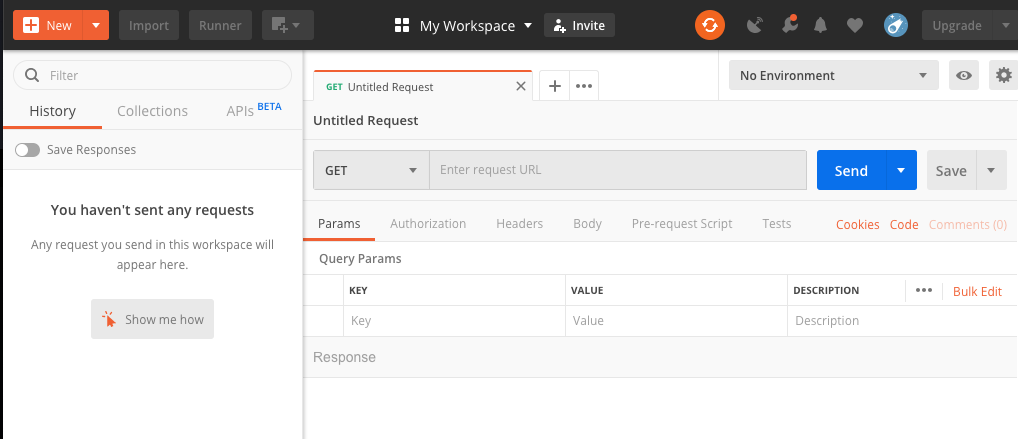 New Import Runner My Workspace Invite Upgrade
Filter
History Collections APIs BETA
Save Responses
You haven't sent any requests
Any request you send in this workspace will
appear here.
Show me how
GET Untitled Request
No Environment
Untitled Request
GET Enter request URL Send Save
Params Authorization Headers Body Pre-request Script Tests Cookies Code Comments (0)
Query Params
KEY VALUE DESCRIPTION Bulk Edit
Key Value Description
Response